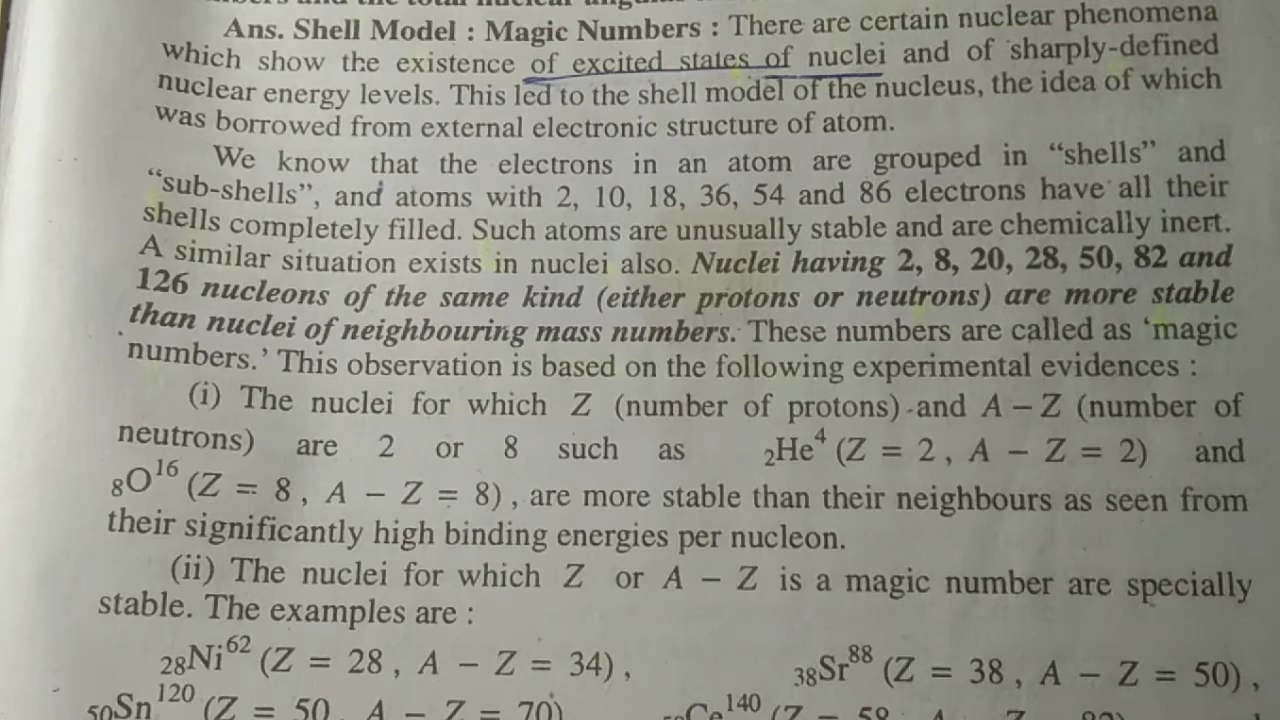 Ans. Shell Model : Magic Numbers : There are certain nuclear phenomena
which show the existence of excited states of nuclei and of sharply-defined
nuclear energy levels. This led to the shell model of the nucleus, the idea of which
was borrowed from external electronic structure of atom.
We know that the electrons in an atom are grouped in “shells” and
“sub-shells”, and atoms with 2, 10, 18, 36, 54 and 86 electrons have all their
shells completely filled. Such atoms are unusually stable and are chemically inert.
A similar situation exists in nuclei also. Nuclei having 2, 8, 20, 28, 50, 82 and
126 nucleons of the same kind (either protons or neutrons) are more stable
than nuclei of neighbouring mass numbers. These numbers are called as ‘magic
numbers.’ This observation is based on the following experimental evidences :
(i) The nuclei for which Z (number of protons) and A – Z (number of
neutrons) are 2 or 8 such as ₂He⁴ (Z = 2 , A – Z = 2) and
₈O¹⁶ (Z = 8 , A – Z = 8) , are more stable than their neighbours as seen from
their significantly high binding energies per nucleon.
(ii) The nuclei for which Z or A – Z is a magic number are specially
stable. The examples are :
₂₈Ni⁶² (Z = 28 , A – Z = 34) , ₃₈Sr⁸⁸ (Z = 38 , A – Z = 50) ,
₅₀Sn¹²⁰ (Z = 50, A – Z = 70) Ce¹⁴⁰